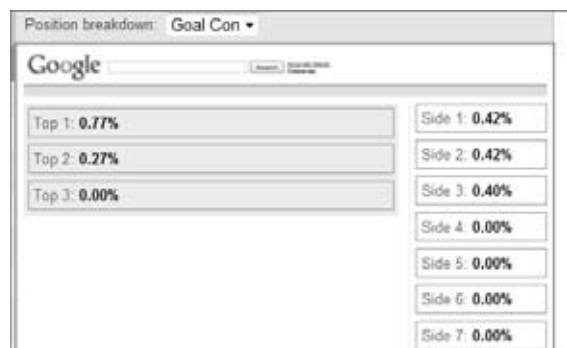 Position breakdown: Goal Con
Google
Search
Top 1: 0.77%
Top 2: 0.27%
Top 3: 0.00%
Side 1: 0.42%
Side 2: 0.42%
Side 3: 0.40%
Side 4: 0.00%
Side 5: 0.00%
Side 6: 0.00%
Side 7: 0.00%